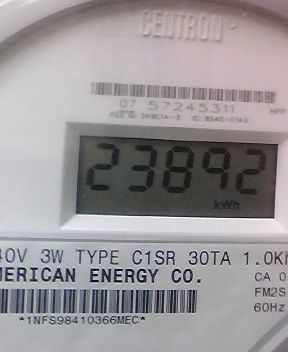 CENTRON®
07 57245311
23892
kWh
40V 3W TYPE C1SR 30TA 1.0Kh
MERICAN ENERGY CO.
CA 0
FM2S
60Hz
*1NFS98410366MEC*